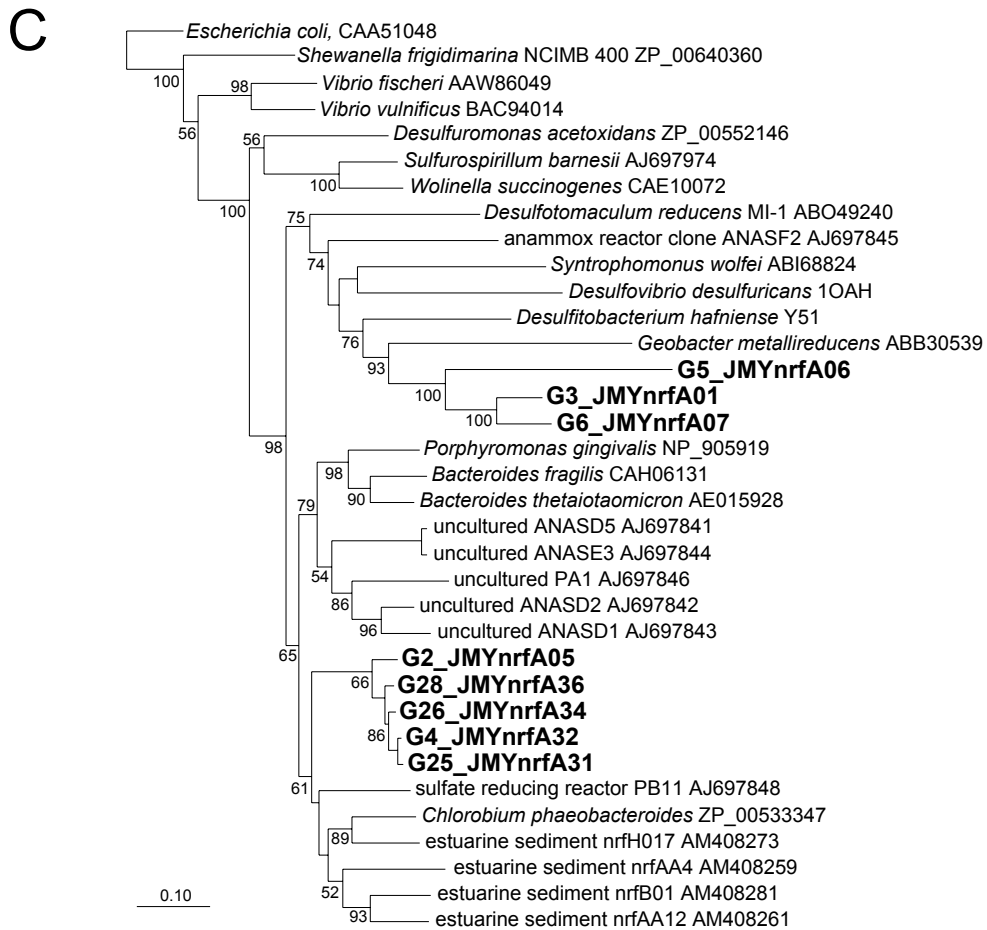 C
Escherichia coli, CAA51048
Shewanella frigidimarina NCIMB 400 ZP_00640360
100
98
Vibrio fischeri AAW86049
Vibrio vulnificus BAC94014
56
56
Desulfuromonas acetoxidans ZP_00552146
Sulfurospirillum barnesii AJ697974
100
Wolinella succinogenes CAE10072
100
75
Desulfotomaculum reducens MI-1 ABO49240
anammox reactor clone ANASF2 AJ697845
74
Syntrophomonus wolfei ABI68824
Desulfovibrio desulfuricans 1OAH
Desulfitobacterium hafniense Y51
76
Geobacter metallireducens ABB30539
93
G5_JMYnrfA06
100
G3_JMYnrfA01
100
G6_JMYnrfA07
98
Porphyromonas gingivalis NP_905919
98
Bacteroides fragilis CAH06131
90
Bacteroides thetaiotaomicron AE015928
79
uncultured ANASD5 AJ697841
uncultured ANASE3 AJ697844
54
uncultured PA1 AJ697846
86
uncultured ANASD2 AJ697842
96
uncultured ANASD1 AJ697843
65
G2_JMYnrfA05
66
G28_JMYnrfA36
G26_JMYnrfA34
86
G4_JMYnrfA32
G25_JMYnrfA31
61
sulfate reducing reactor PB11 AJ697848
Chlorobium phaeobacteroides ZP_00533347
89
estuarine sediment nrfH017 AM408273
estuarine sediment nrfAA4 AM408259
52
estuarine sediment nrfB01 AM408281
93
estuarine sediment nrfAA12 AM408261
0.10